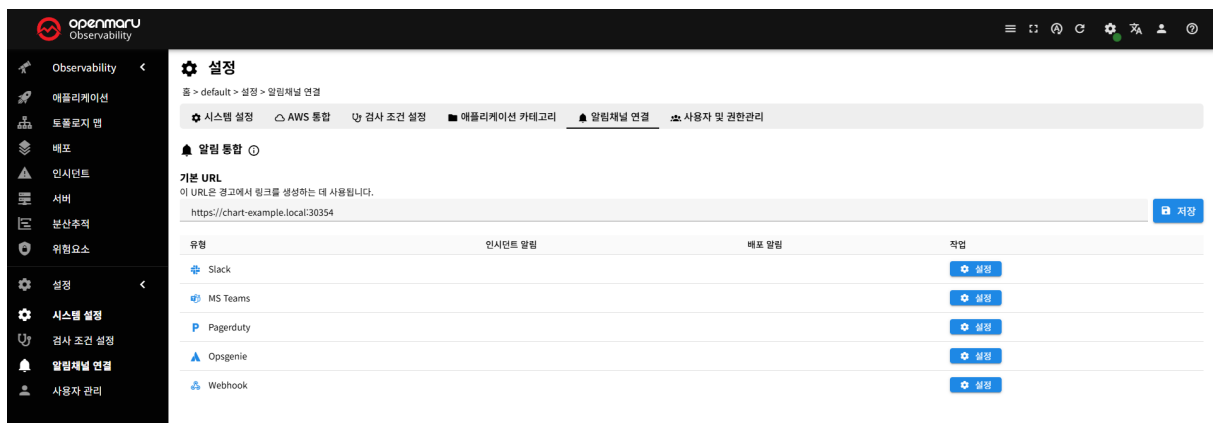 openmaru
Observability
Observability
애플리케이션
토폴로지 맵
배포
인시던트
서버
분산추적
위험요소
설정
시스템 설정
검사 조건 설정
알림채널 연결
사용자 관리
설정
홈 > default > 설정 > 알림채널 연결
시스템 설정 AWS 통합 검사 조건 설정 애플리케이션 카테고리 알림채널 연결 사용자 및 권한관리
알림 통합
기본 URL
이 URL은 경고에서 링크를 생성하는 데 사용됩니다.
https://chart-example.local:30354 저장
유형 인시던트 알림 배포 알림 작업
Slack 설정
MS Teams 설정
Pagerduty 설정
Opsgenie 설정
Webhook 설정